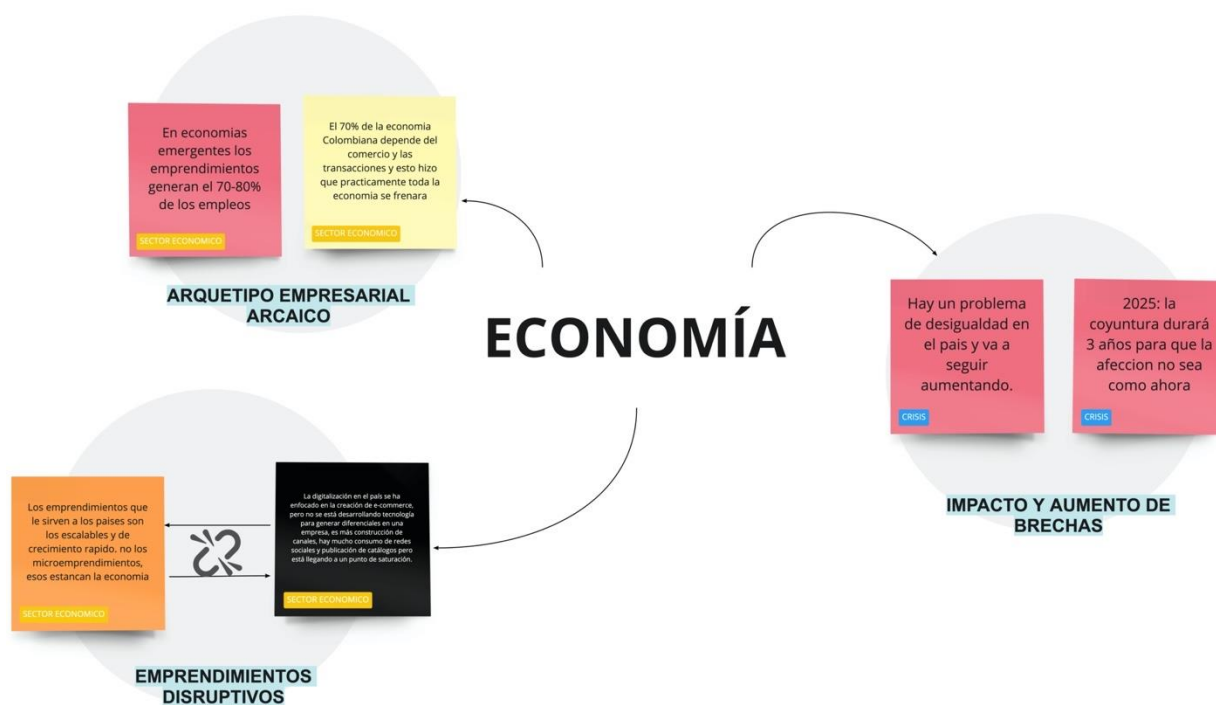 En economias
emergentes los
emprendimientos
generan el 70-80%
de los empleos
SECTOR ECONOMICO
El 70% de la economia
Colombiana depende del
comercio y las
transacciones y esto hizo
que practicamente toda la
economia se frenara
SECTOR ECONOMICO
ARQUETIPO EMPRESARIAL
ARCAICO
ECONOMÍA
Hay un problema
de desigualdad en
el pais y va a
seguir
aumentando.
CRISIS
2025: la
coyuntura durará
3 años para que la
afeccion no sea
como ahora
CRISIS
IMPACTO Y AUMENTO DE
BRECHAS
Los emprendimientos que
le sirven a los paises son
los escalables y de
crecimiento rapido. no los
microemprendimientos,
esos estancan la economia
SECTOR ECONOMICO
La digitalización en el país se ha
enfocado en la creación de e-commerce,
pero no se está desarrollando tecnología
para generar diferenciales en una
empresa, es más construcción de
canales, hay mucho consumo de redes
sociales y publicación de catálogos pero
está llegando a un punto de saturación.
SECTOR ECONOMICO
EMPRENDIMIENTOS
DISRUPTIVOS